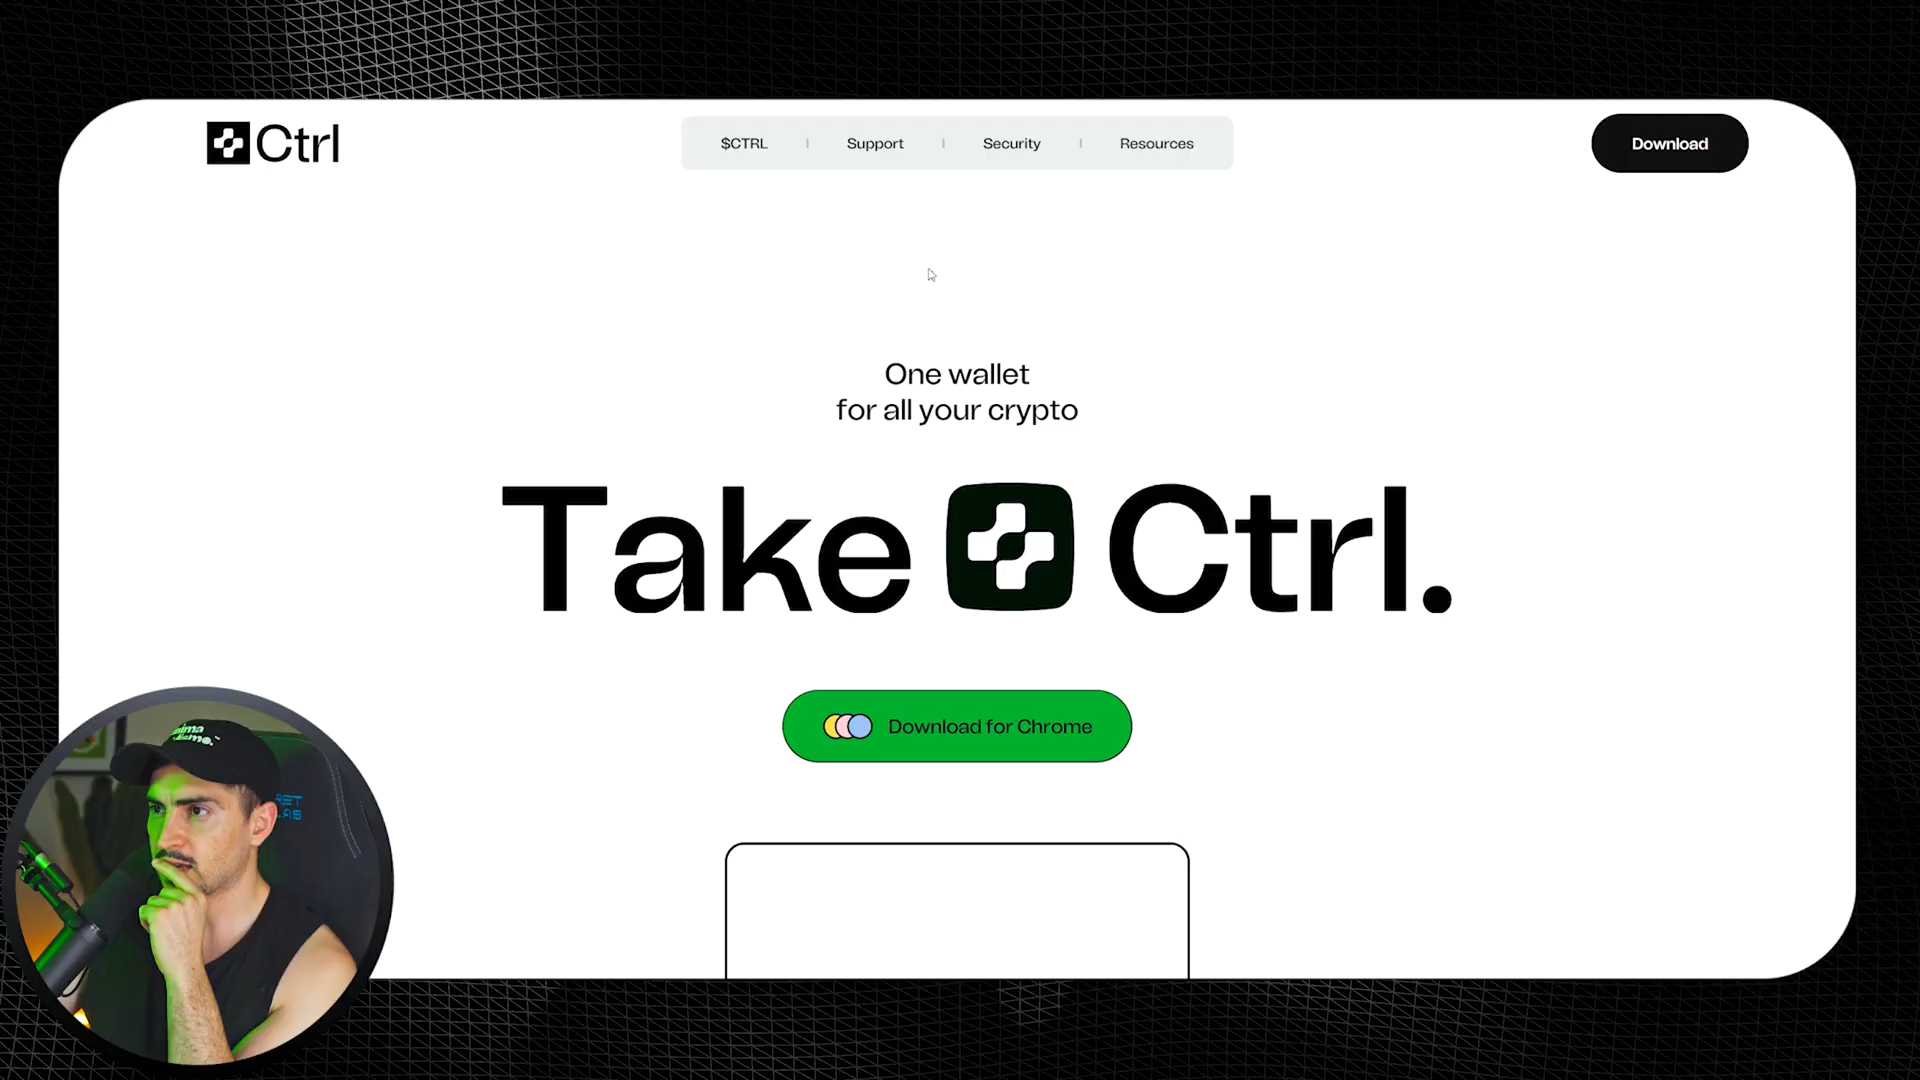 Ctrl
$CTRL | Support | Security | Resources
Download
One wallet
for all your crypto
Take Ctrl.
Download for Chrome